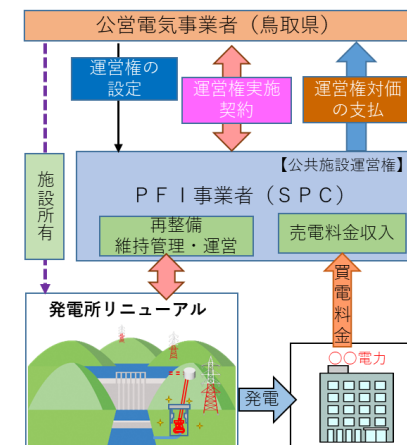 公営電気事業者（鳥取県）
運営権の
設定
運営権実施
契約
運営権対価
の支払
【公共施設運営権】
施設所有
ＰＦＩ事業者（ＳＰＣ）
再整備
維持管理・運営
売電料金収入
買電料金
発電所リニューアル
〇〇電力
発電